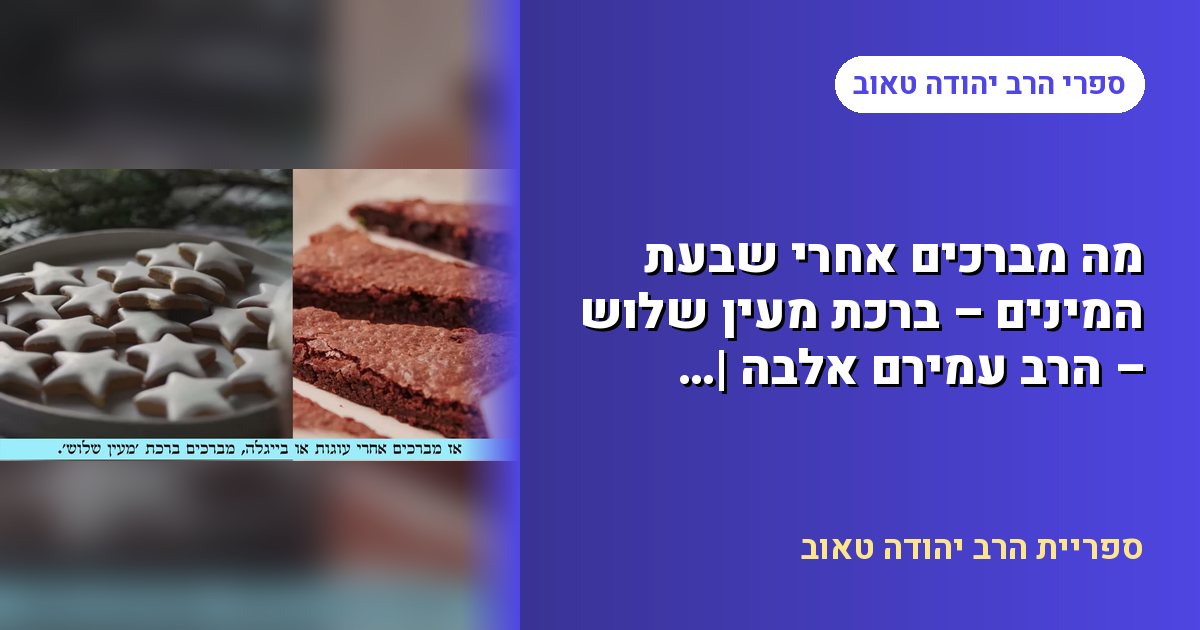 ספרי הרב יהודה טאוב
מה מברכים אחרי שבעת
המינים – ברכת מעין שלוש
– הרב עמירם אלבה |...
אז מברכים אחרי עוגות או בייגלה, מברכים ברכת 'מעין שלוש'.
ספריית הרב יהודה טאוב